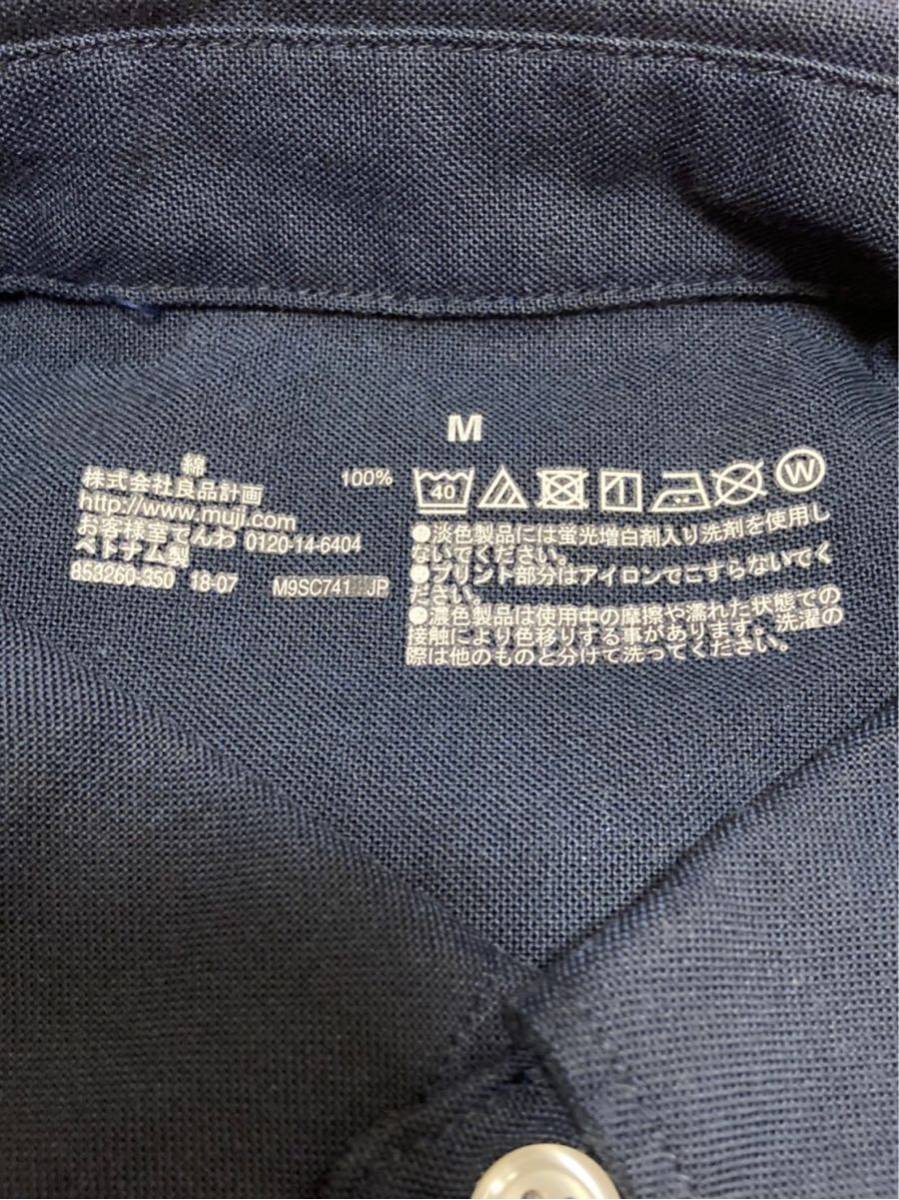 M
綿 100%
株式会社良品計画
http://www.muji.com
お客様室でんわ 0120-14-6404
ベトナム製
853260-350 18-07 M9SC741 JP
40
W
●淡色製品には蛍光増白剤入り洗剤を使用し
ないでください。
●プリント部分はアイロンでこすらないでく
ださい。
●濃色製品は使用中の摩擦や濡れた状態での
接触により色移りする事があります。洗濯の
際は他のものと分けて洗ってください。